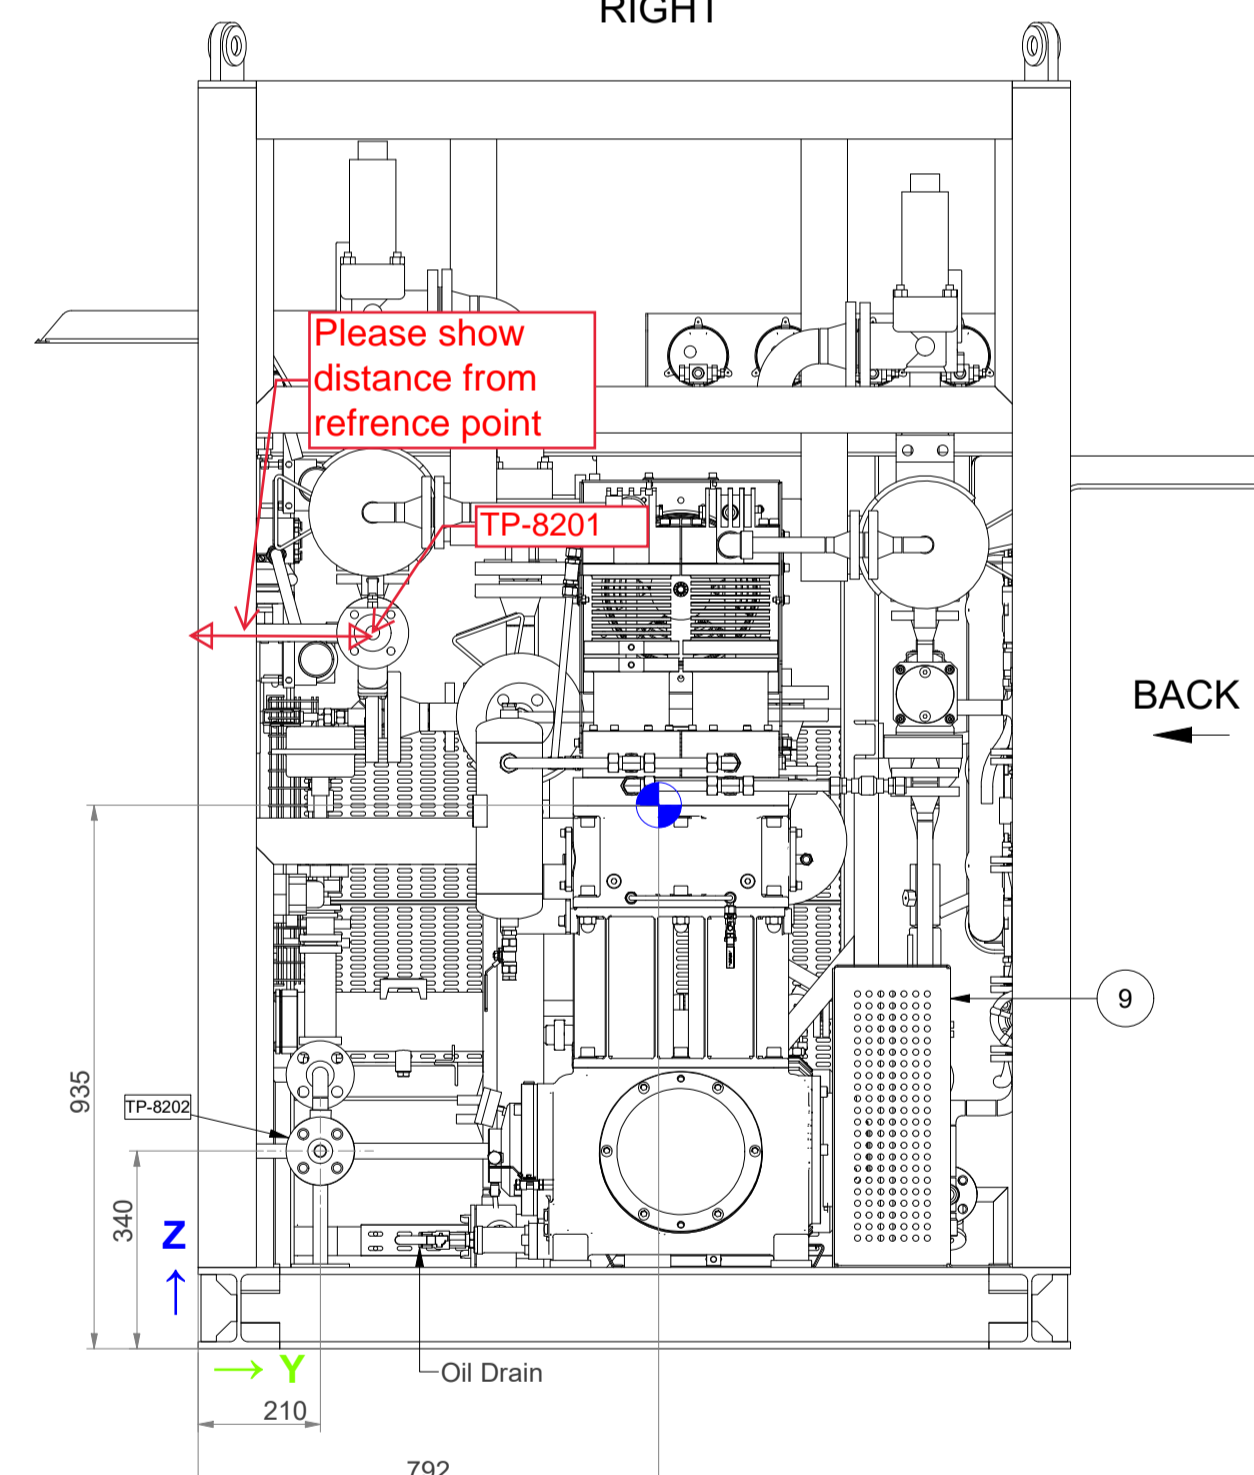 RIGHT
Please show
distance from
refrence point
TP-8201
BACK
9
935
TP-8202
340
Z
Y
Oil Drain
210
792